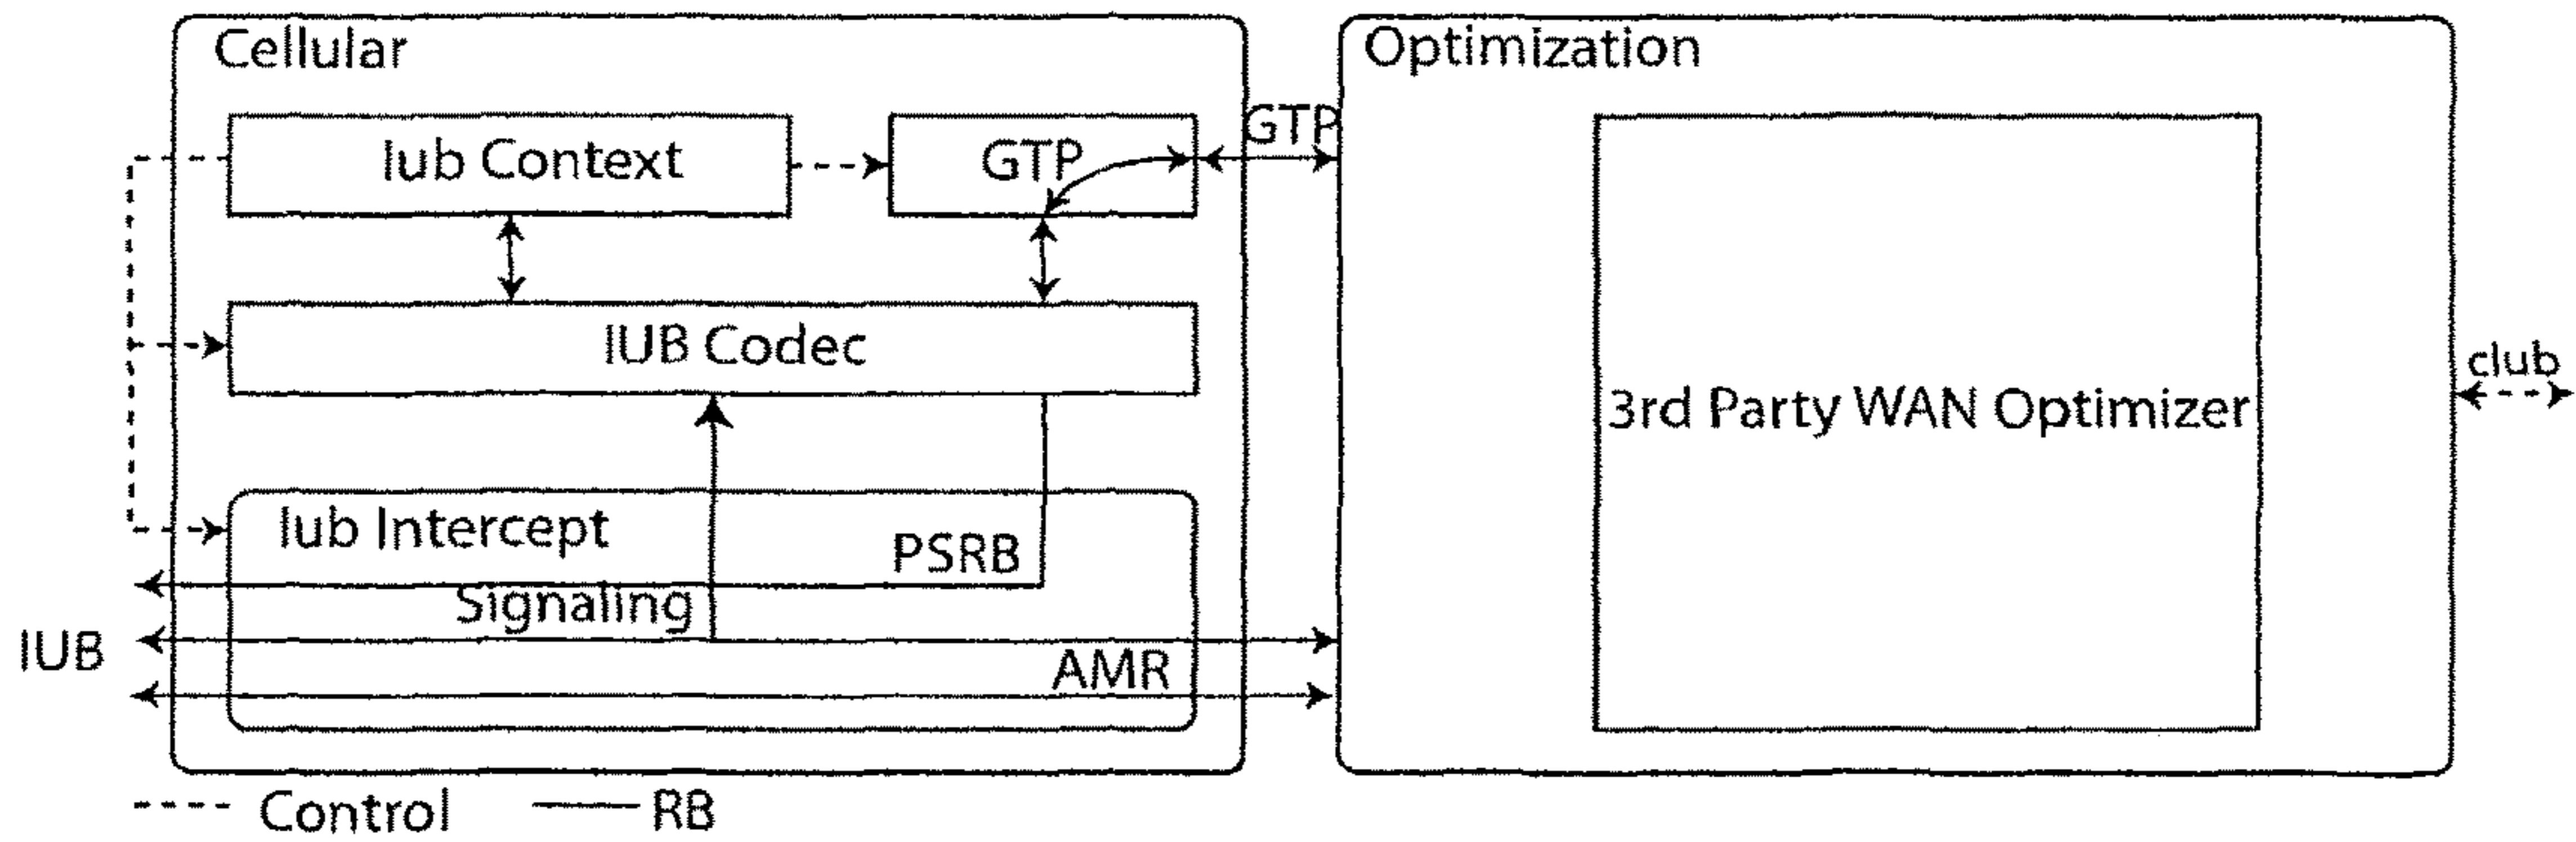 Cellular
Optimization
Iub Context
GTP
GTP
IUB Codec
club
3rd Party WAN Optimizer
Iub Intercept
PSRB
Signaling
IUB
AMR
Control
RB